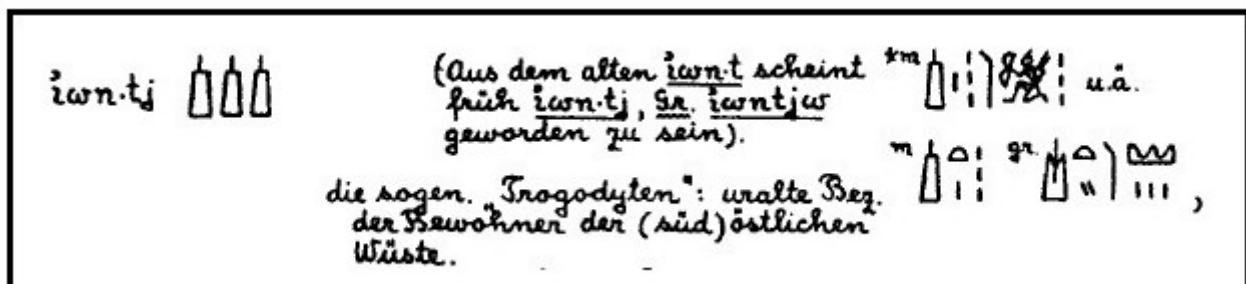 iwn·tj (Aus dem alten iwn·t scheint u.ä.
früh iwn·tj, Gr. iwntjw
geworden zu sein).
m gr. ,
die sogen. „Trogodyten“: uralte Bez.
der Bewohner der (süd)östlichen
Wüste.